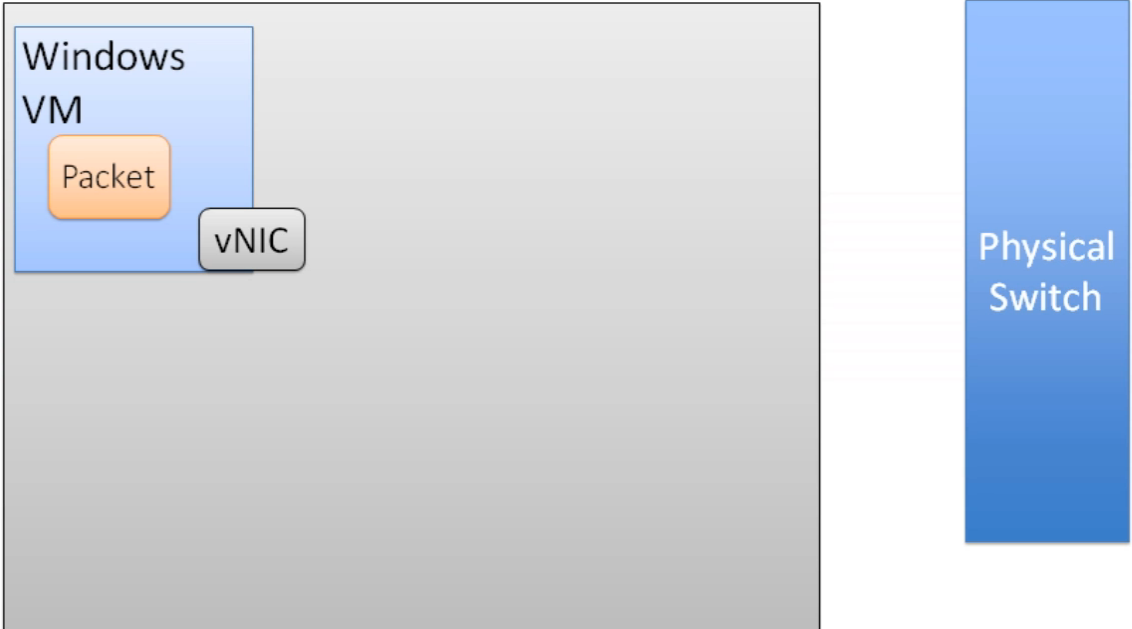 Windows
VM
Packet
vNIC
Physical
Switch